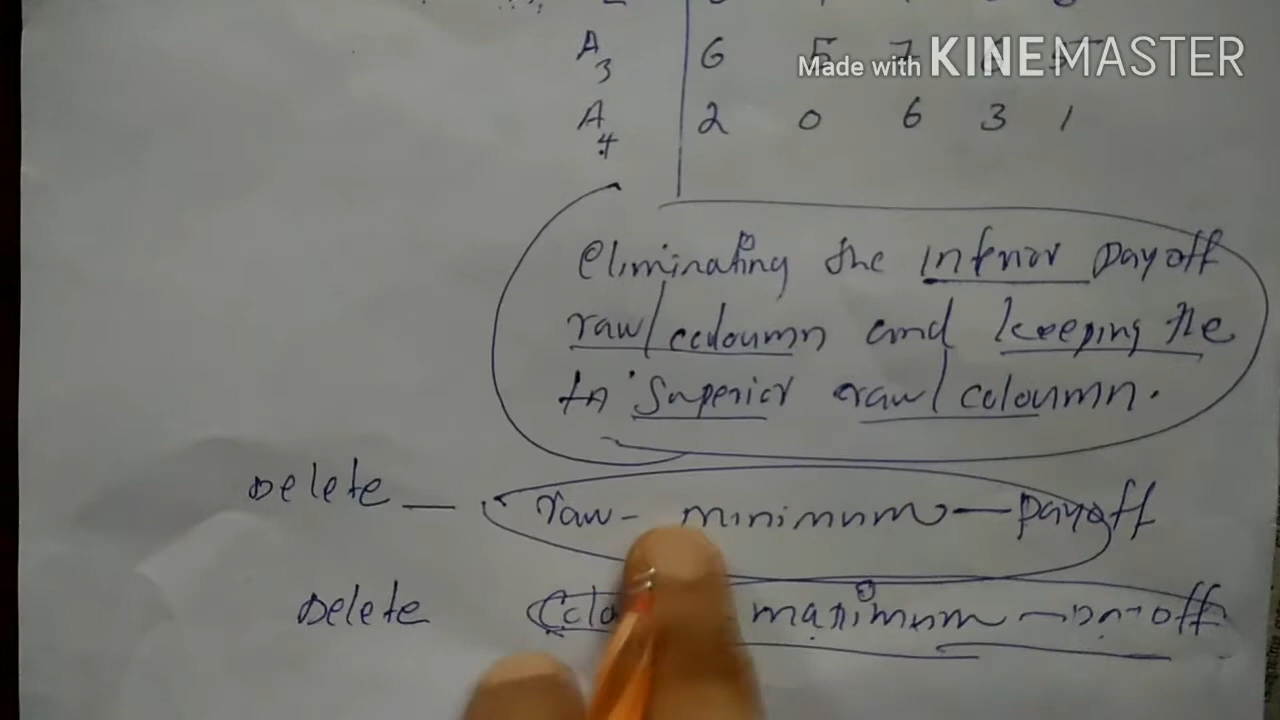 A3 6 5 7 5
Made with KINEMASTER
A4 2 0 6 3 1
eliminating the inferior payoff
raw/coloumn and keeping the
superior raw/coloumn.
Delete — raw - minimum — payoff
Delete maximum —